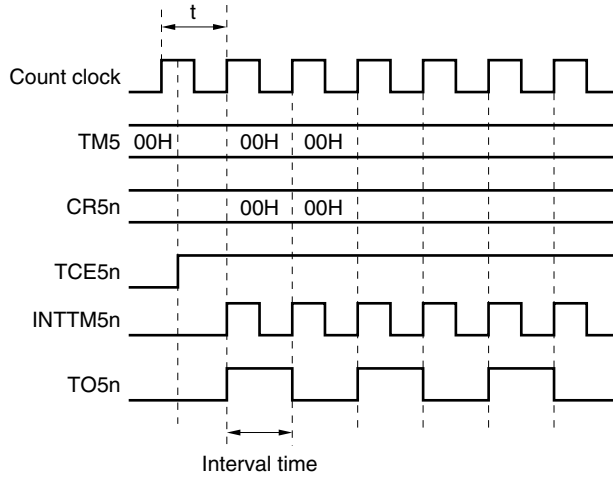 t
Count clock
TM5 00H 00H 00H
CR5n 00H 00H
TCE5n
INTTM5n
TO5n
Interval time